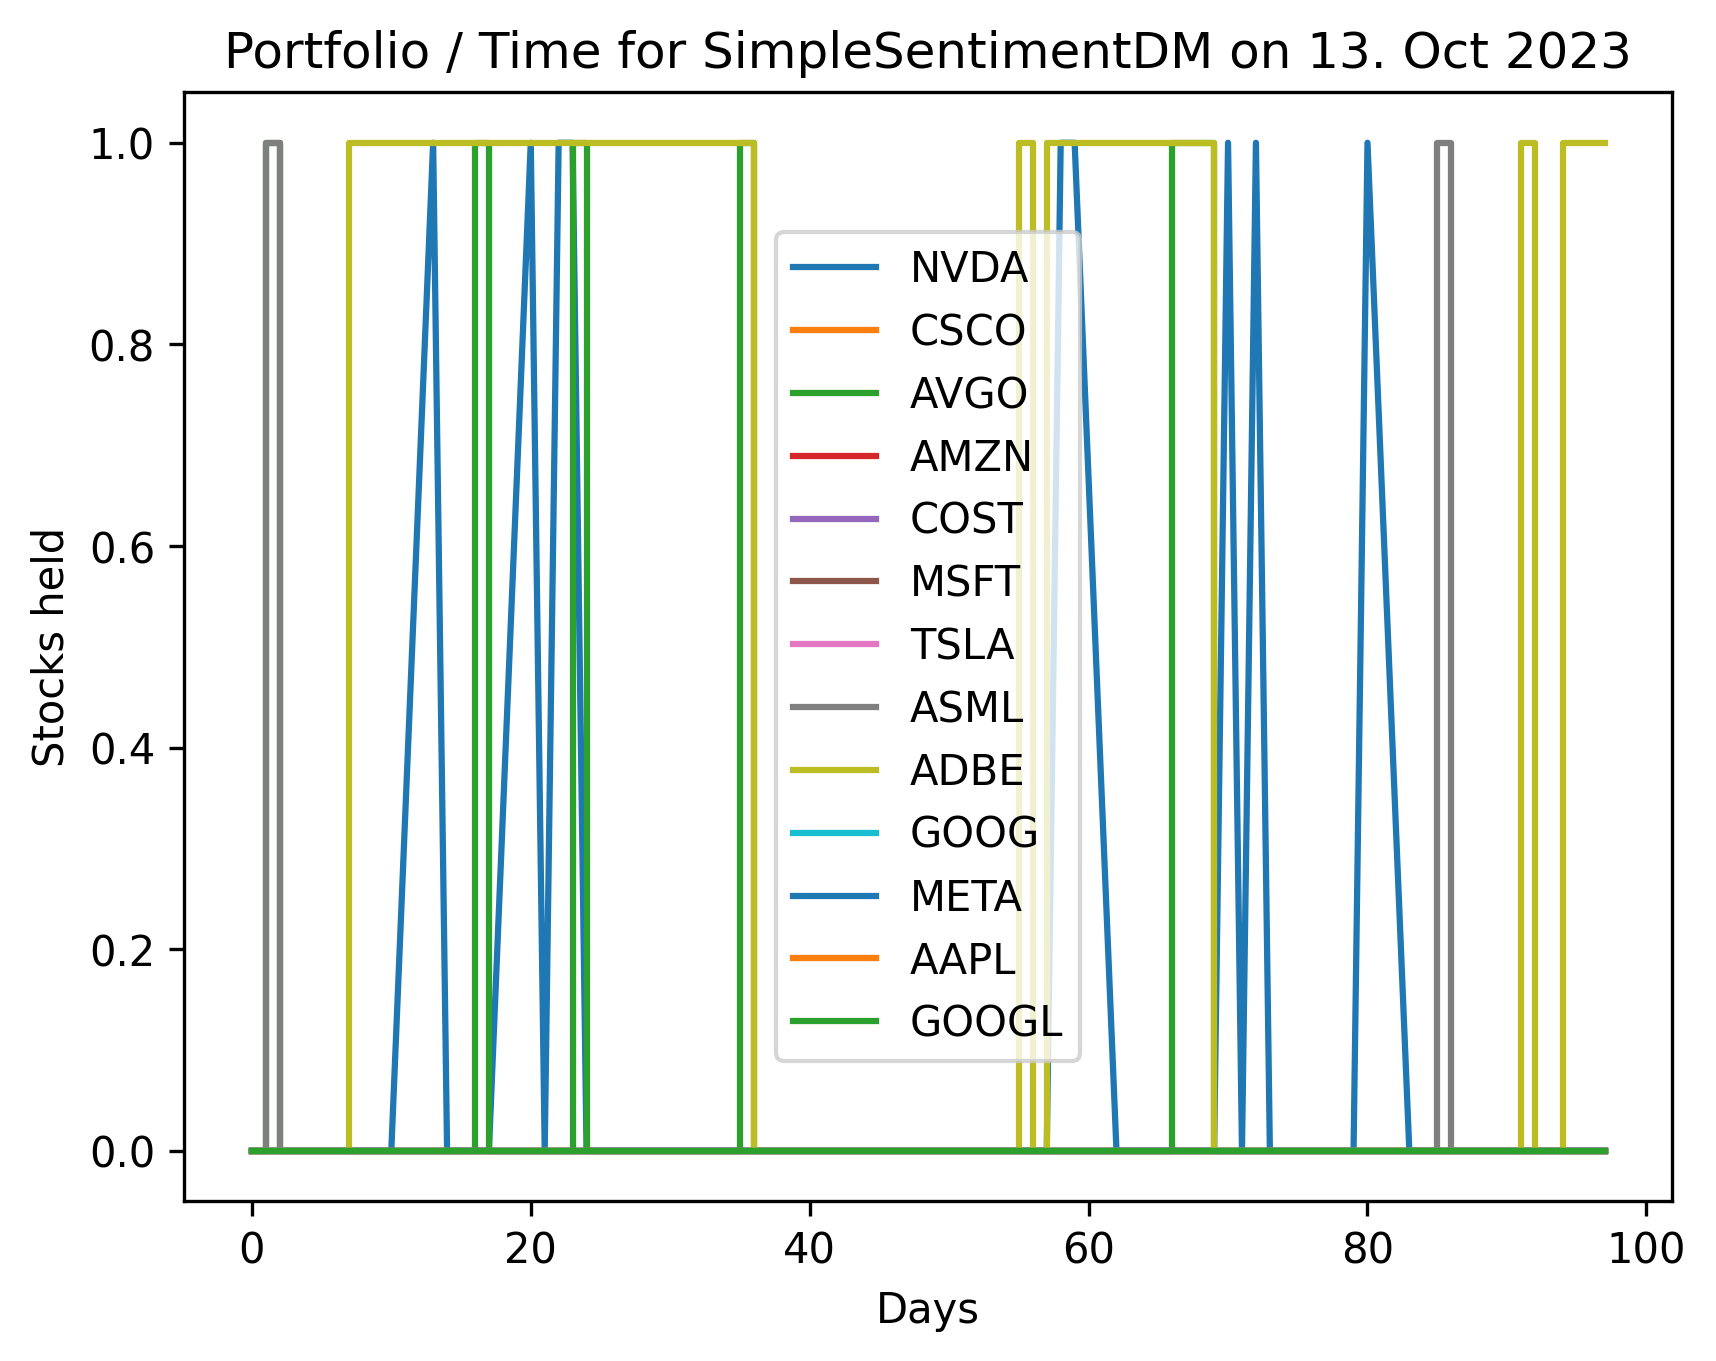 Portfolio / Time for SimpleSentimentDM on 13. Oct 2023
1.0
0.8
0.6
0.4
0.2
0.0
Stocks held
NVDA
CSCO
AVGO
AMZN
COST
MSFT
TSLA
ASML
ADBE
GOOG
META
AAPL
GOOGL
0 20 40 60 80 100
Days